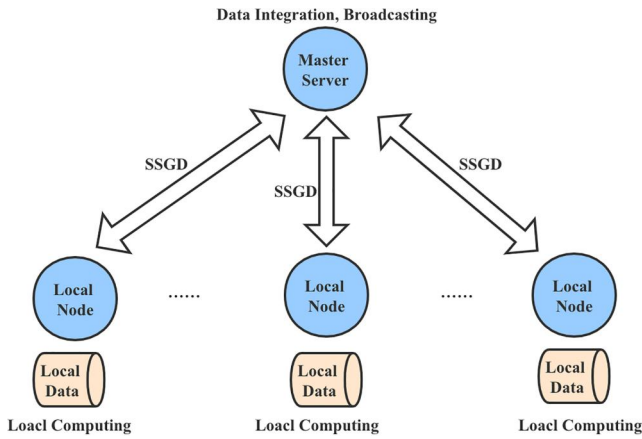 Data Integration, Broadcasting
Master
Server
SSGD
SSGD
SSGD
Local
Node
......
Local
Node
......
Local
Node
Local
Data
Local
Data
Local
Data
Loacl Computing
Loacl Computing
Loacl Computing